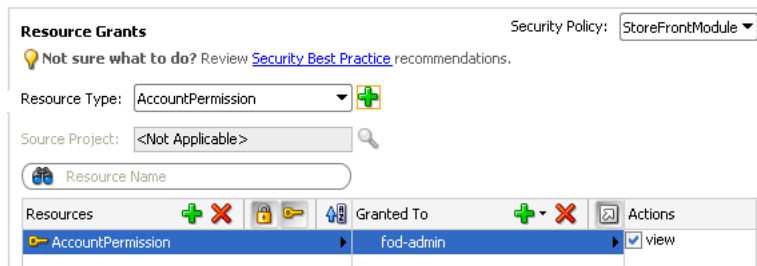 Resource Grants
Security Policy: StoreFrontModule
Not sure what to do? Review Security Best Practice recommendations.
Resource Type: AccountPermission
Source Project: <Not Applicable>
Resource Name
Resources Granted To Actions
AccountPermission fod-admin view